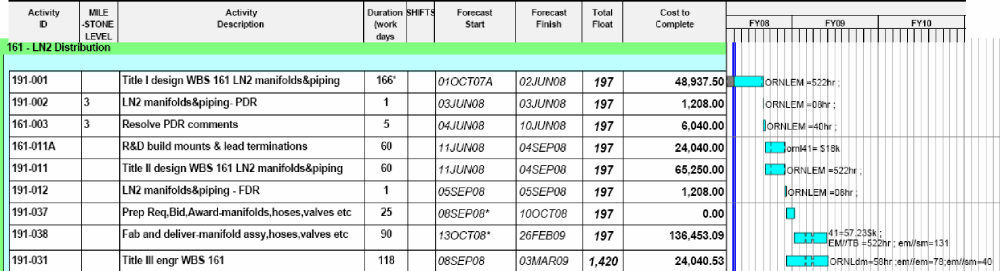 Activity ID MILE -STONE LEVEL Activity Description Duration (work days SHIFTS Forecast Start Forecast Finish Total Float Cost to Complete FY08 FY09 FY10
161 - LN2 Distribution
191-001 Title I design WBS 161 LN2 manifolds&piping 166* 01OCT07A 02JUN08 197 48,937.50 ORNLEM =522hr ;
191-002 3 LN2 manifolds&piping- PDR 1 03JUN08 03JUN08 197 1,208.00 ORNLEM =08hr ;
161-003 3 Resolve PDR comments 5 04JUN08 10JUN08 197 6,040.00 ORNLEM =40hr ;
161-011A R&D build mounts & lead terminations 60 11JUN08 04SEP08 197 24,040.00 ornl41= $18k
191-011 Title II design WBS 161 LN2 manifolds&piping 60 11JUN08 04SEP08 197 65,250.00 ORNLEM =522hr ;
191-012 LN2 manifolds&piping - FDR 1 05SEP08 05SEP08 197 1,208.00 ORNLEM =08hr ;
191-037 Prep Req,Bid,Award-manifolds,hoses,valves etc 25 08SEP08* 10OCT08 197 0.00
191-038 Fab and deliver-manifold assy,hoses,valves etc 90 13OCT08* 26FEB09 197 136,453.09 41=57.23$k ;
EM//TB =522hr ; em//sm=131
191-031 Title III engr WBS 161 118 08SEP08 03MAR09 1,420 24,040.53 ORNLdm=58hr ;em//em=78;em//sm=40